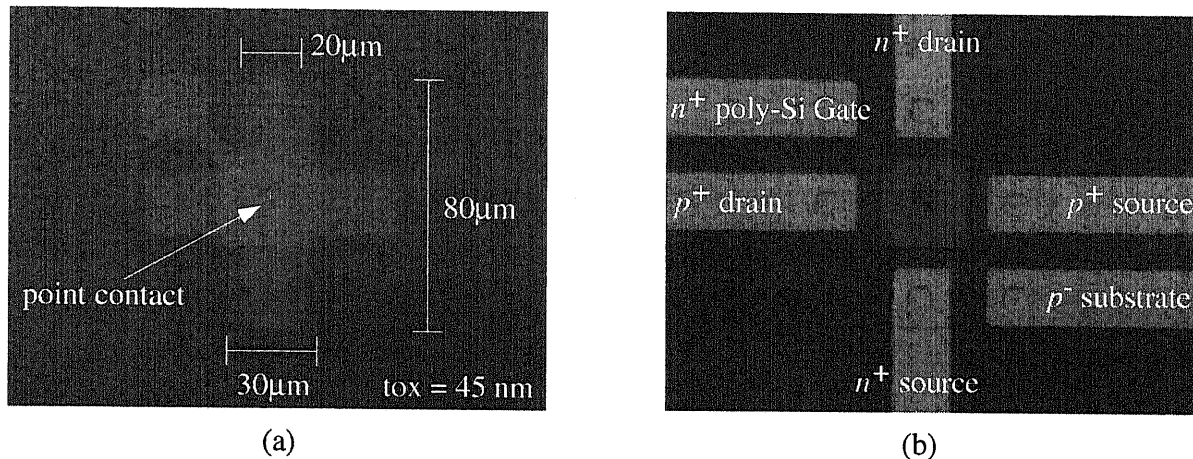 20μm
80μm
point contact
30μm
tox = 45 nm
(a)
n+ drain
n+ poly-Si Gate
p+ drain
p+ source
p- substrate
n+ source
(b)